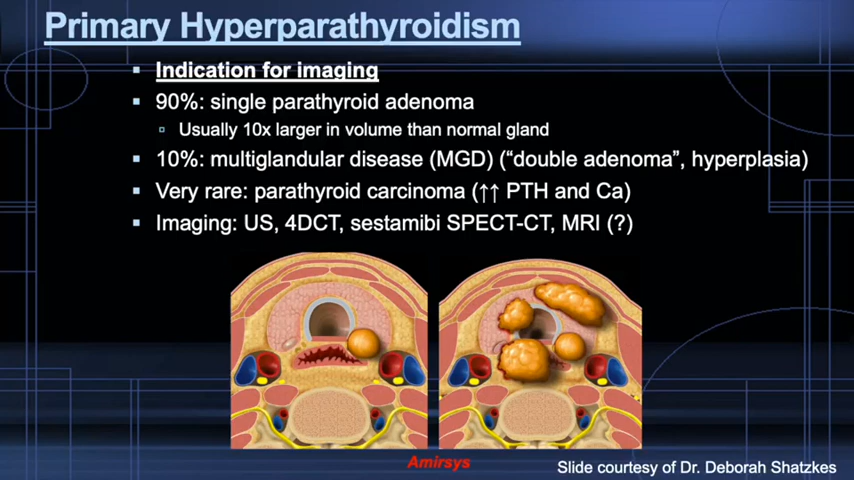 Primary Hyperparathyroidism
▪ Indication for imaging
▪ 90%: single parathyroid adenoma
▫ Usually 10x larger in volume than normal gland
▪ 10%: multiglandular disease (MGD) (“double adenoma”, hyperplasia)
▪ Very rare: parathyroid carcinoma (↑↑ PTH and Ca)
▪ Imaging: US, 4DCT, sestamibi SPECT-CT, MRI (?)
Amirsys
Slide courtesy of Dr. Deborah Shatzkes